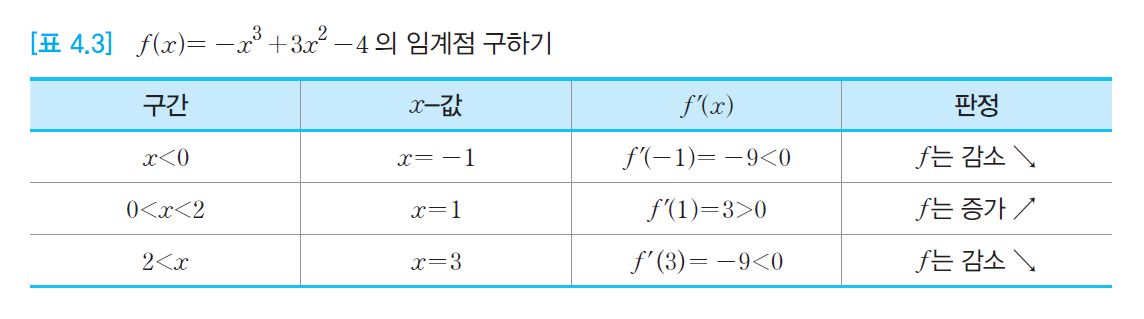 [표 4.3] f(x)= −x³+3x²−4의 임계점 구하기
구간 x−값 f′(x) 판정
x<0 x=−1 f′(−1)=−9<0 f는 감소 ↘
0<x<2 x=1 f′(1)=3>0 f는 증가 ↗
2<x x=3 f′(3)=−9<0 f는 감소 ↘